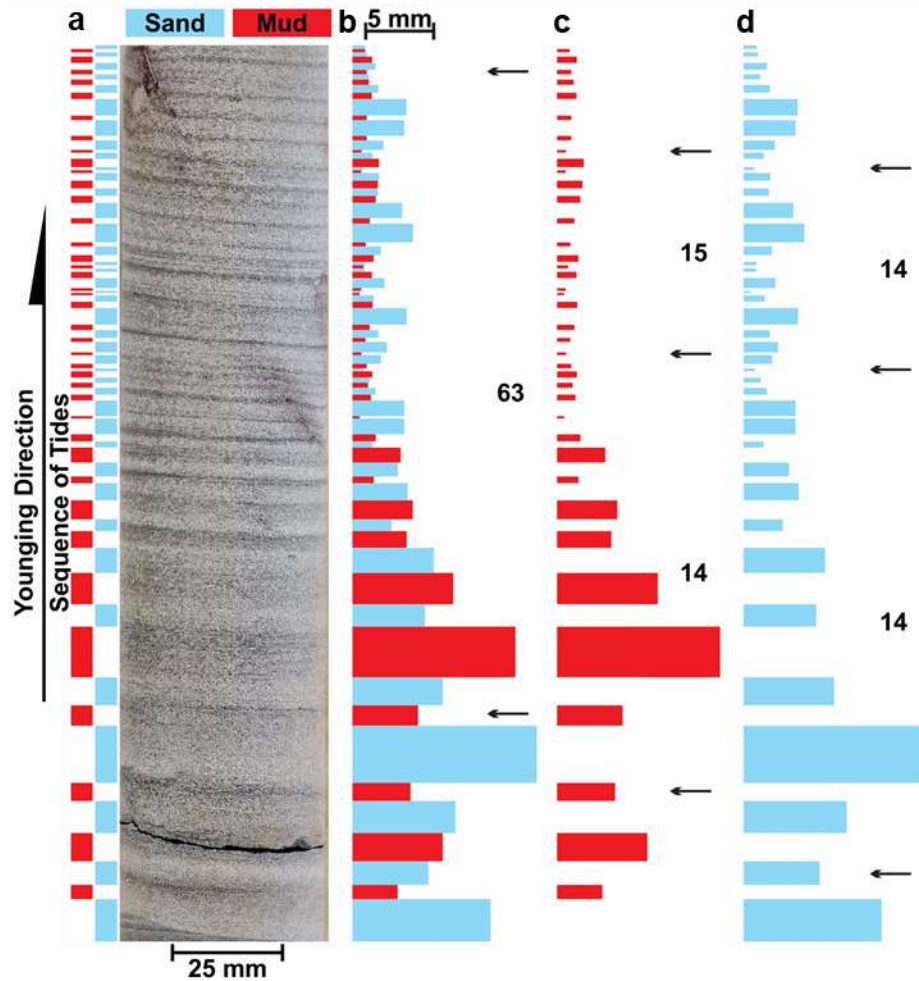 a
Sand
Mud
b
5 mm
c
d
15
14
63
14
14
Younging Direction
Sequence of Tides
25 mm